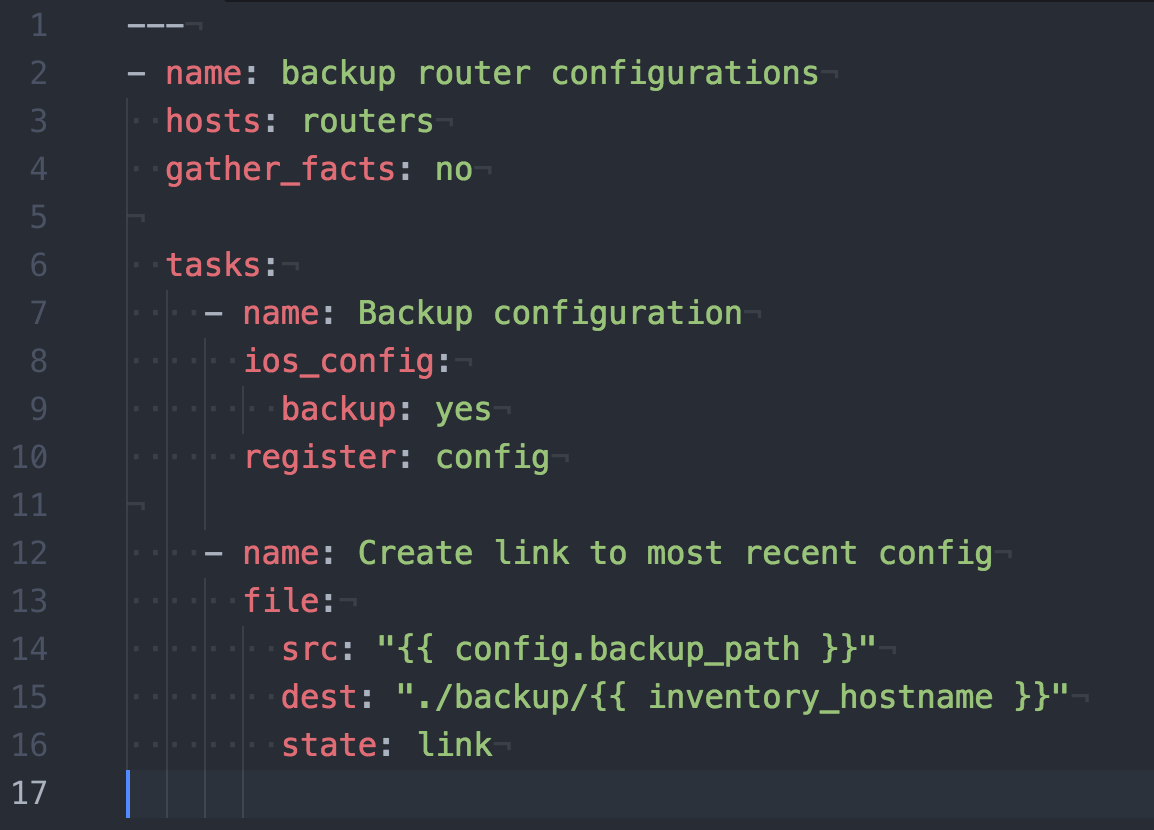 1 ---
2 - name: backup router configurations
3   hosts: routers
4   gather_facts: no
5
6   tasks:
7     - name: Backup configuration
8       ios_config:
9         backup: yes
10       register: config
11
12     - name: Create link to most recent config
13       file:
14         src: "{{ config.backup_path }}"
15         dest: "./backup/{{ inventory_hostname }}"
16         state: link
17